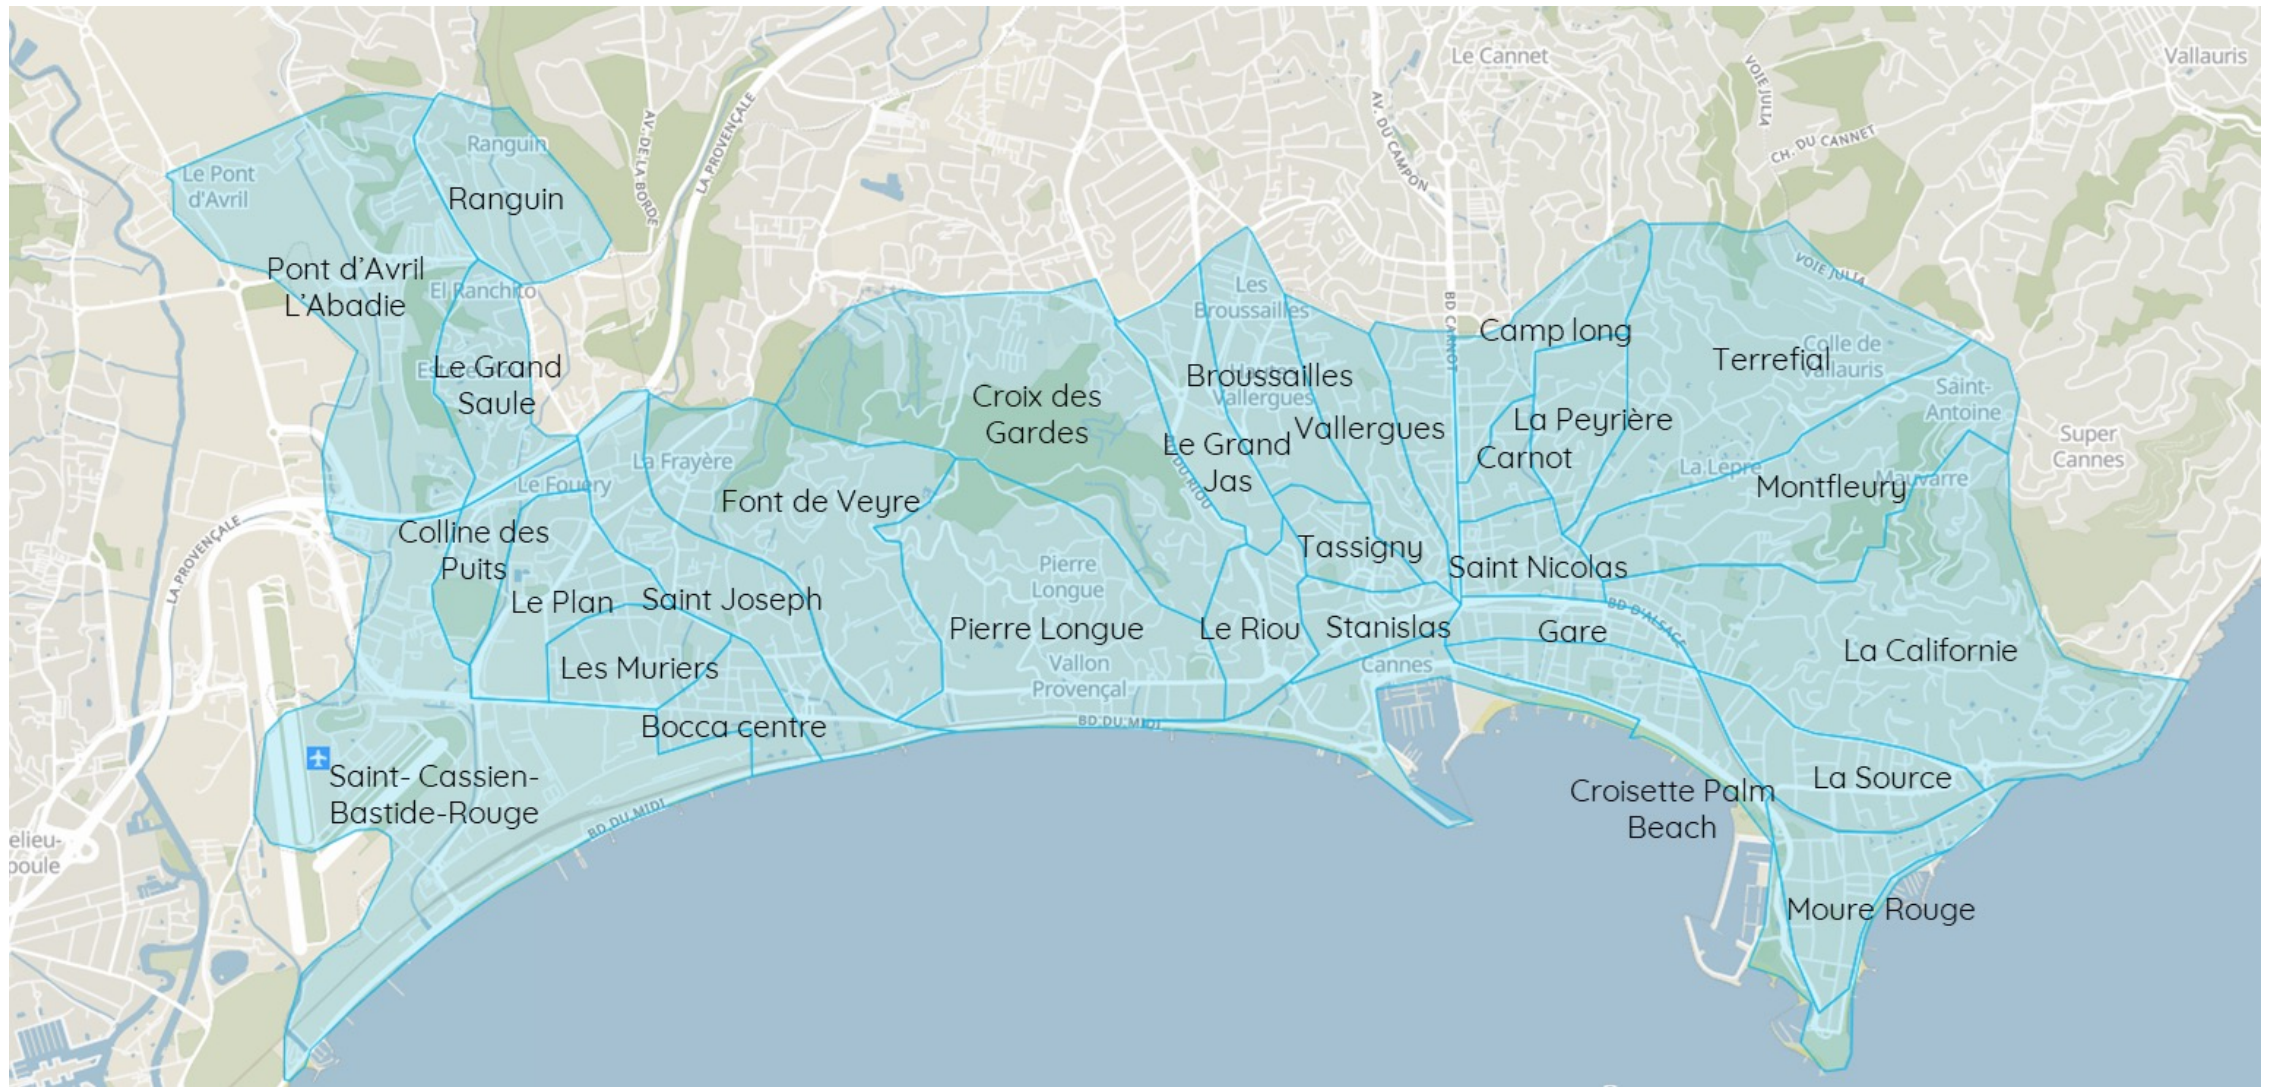 Le Cannet
Vallauris
VOIE JULIA
AV. DU CAMPON
LA PROVENÇALE
AV. DE LA BORDE
CH. DU CANNET
Ranguin
Le Pont
d'Avril
Ranguin
Pont d'Avril
L'Abadie
El Ranchito
Les
Broussailles
VOIE JULIA
BD CARNOT
Camp long
Colle de
Vallauris
Terrefial
Le Grand
Saule
Broussailles
Vallergues
Croix des
Gardes
Saint-
Antoine
La Peyrière
Vallergues
Super
Cannes
Le Grand
Jas
Carnot
La Frayère
La Lepre
Montfleury
Mauvarre
Le Fouery
Font de Veyre
LA PROVENÇALE
Colline des
Puits
Tassigny
Saint Nicolas
Pierre
Longue
Le Plan
Saint Joseph
BD D'ALSACE
Pierre Longue
Le Riou
Stanislas
Gare
La Californie
Les Muriers
Vallon
Provençal
Cannes
Bocca centre
BD DU MIDI
Saint- Cassien-
Bastide-Rouge
La Source
Croisette Palm
Beach
BD DU MIDI
elieu-
poule
Moure Rouge